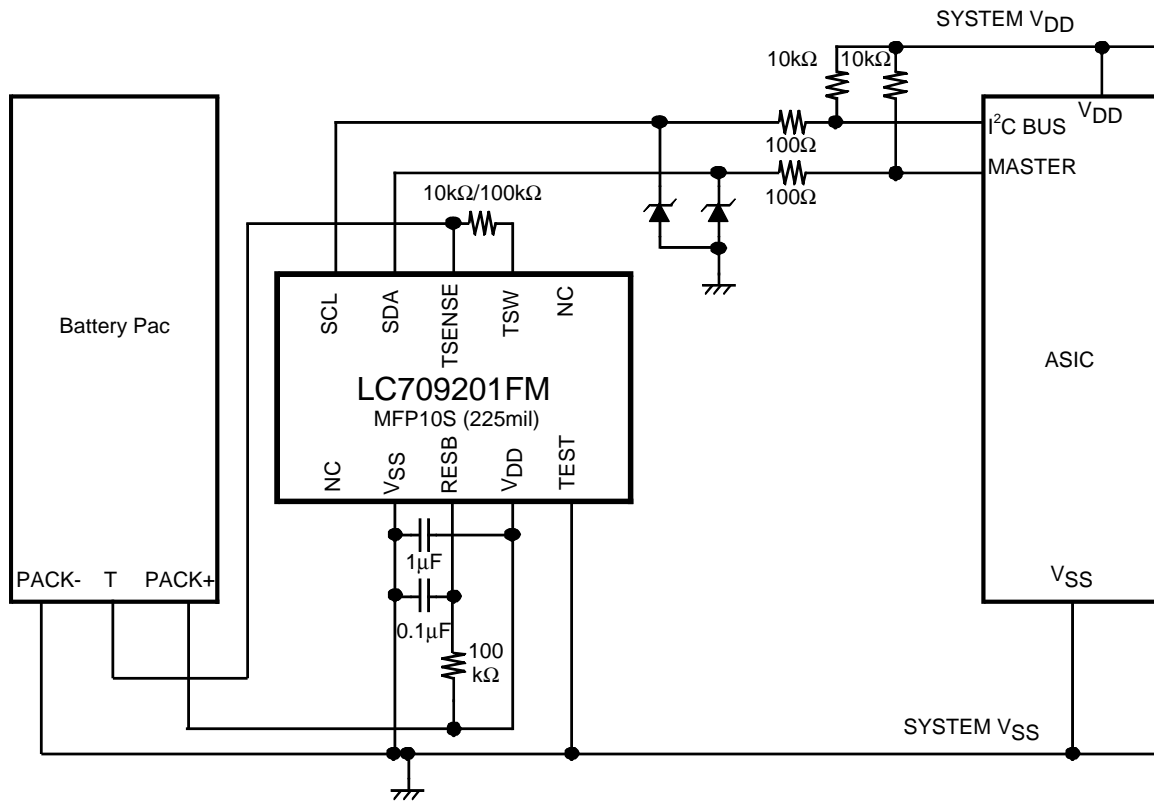 SYSTEM VDD
10kΩ 10kΩ
VDD
I²C BUS
100Ω
MASTER
100Ω
10kΩ/100kΩ
SCL
SDA
TSENSE
TSW
NC
Battery Pac
ASIC
LC709201FM
MFP10S (225mil)
NC
VSS
RESB
VDD
TEST
1μF
0.1μF
100
kΩ
PACK- T PACK+
VSS
SYSTEM VSS